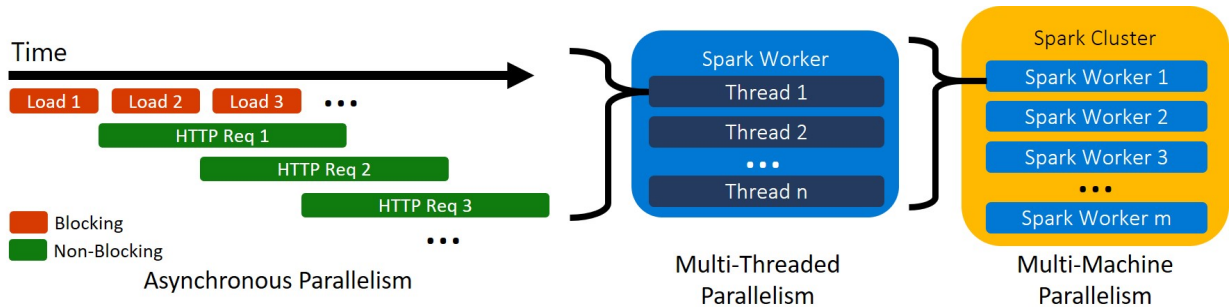 Time
Load 1
Load 2
Load 3
...
HTTP Req 1
HTTP Req 2
HTTP Req 3
...
Blocking
Non-Blocking
Asynchronous Parallelism
Spark Worker
Thread 1
Thread 2
...
Thread n
Multi-Threaded
Parallelism
Spark Cluster
Spark Worker 1
Spark Worker 2
Spark Worker 3
...
Spark Worker m
Multi-Machine
Parallelism